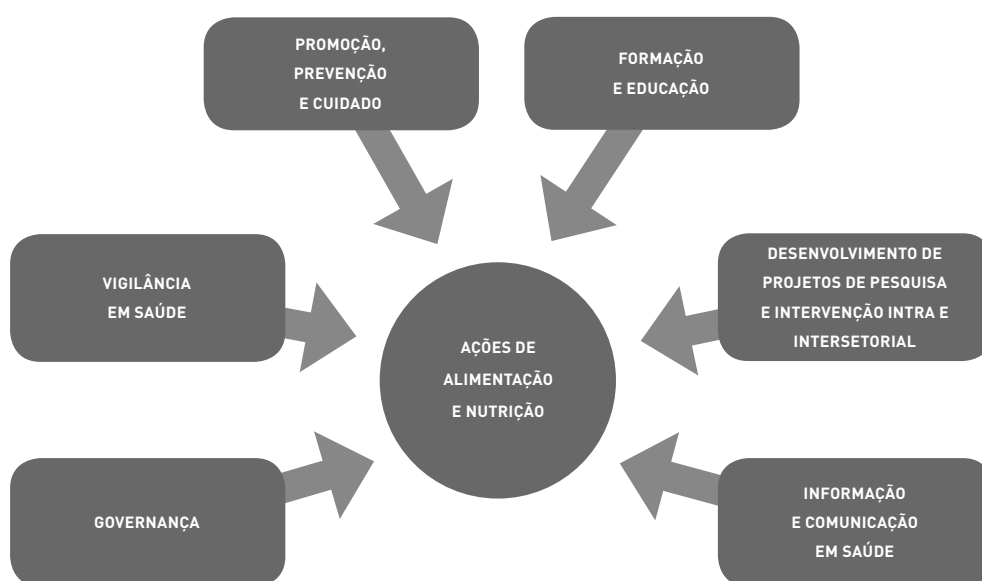 PROMOÇÃO,
PREVENÇÃO
E CUIDADO
FORMAÇÃO
E EDUCAÇÃO
VIGILÂNCIA
EM SAÚDE
DESENVOLVIMENTO DE
PROJETOS DE PESQUISA
E INTERVENÇÃO INTRA E
INTERSETORIAL
AÇÕES DE
ALIMENTAÇÃO
E NUTRIÇÃO
GOVERNANÇA
INFORMAÇÃO
E COMUNICAÇÃO
EM SAÚDE